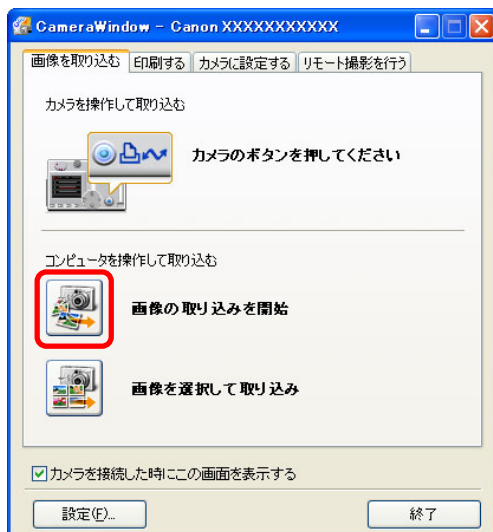 CameraWindow - Canon XXXXXXXXXXX
画像を取り込む 印刷する カメラに設定する リモート撮影を行う
カメラを操作して取り込む
カメラのボタンを押してください
コンピュータを操作して取り込む
画像の取り込みを開始
画像を選択して取り込み
カメラを接続した時にこの画面を表示する
設定(F)... 終了